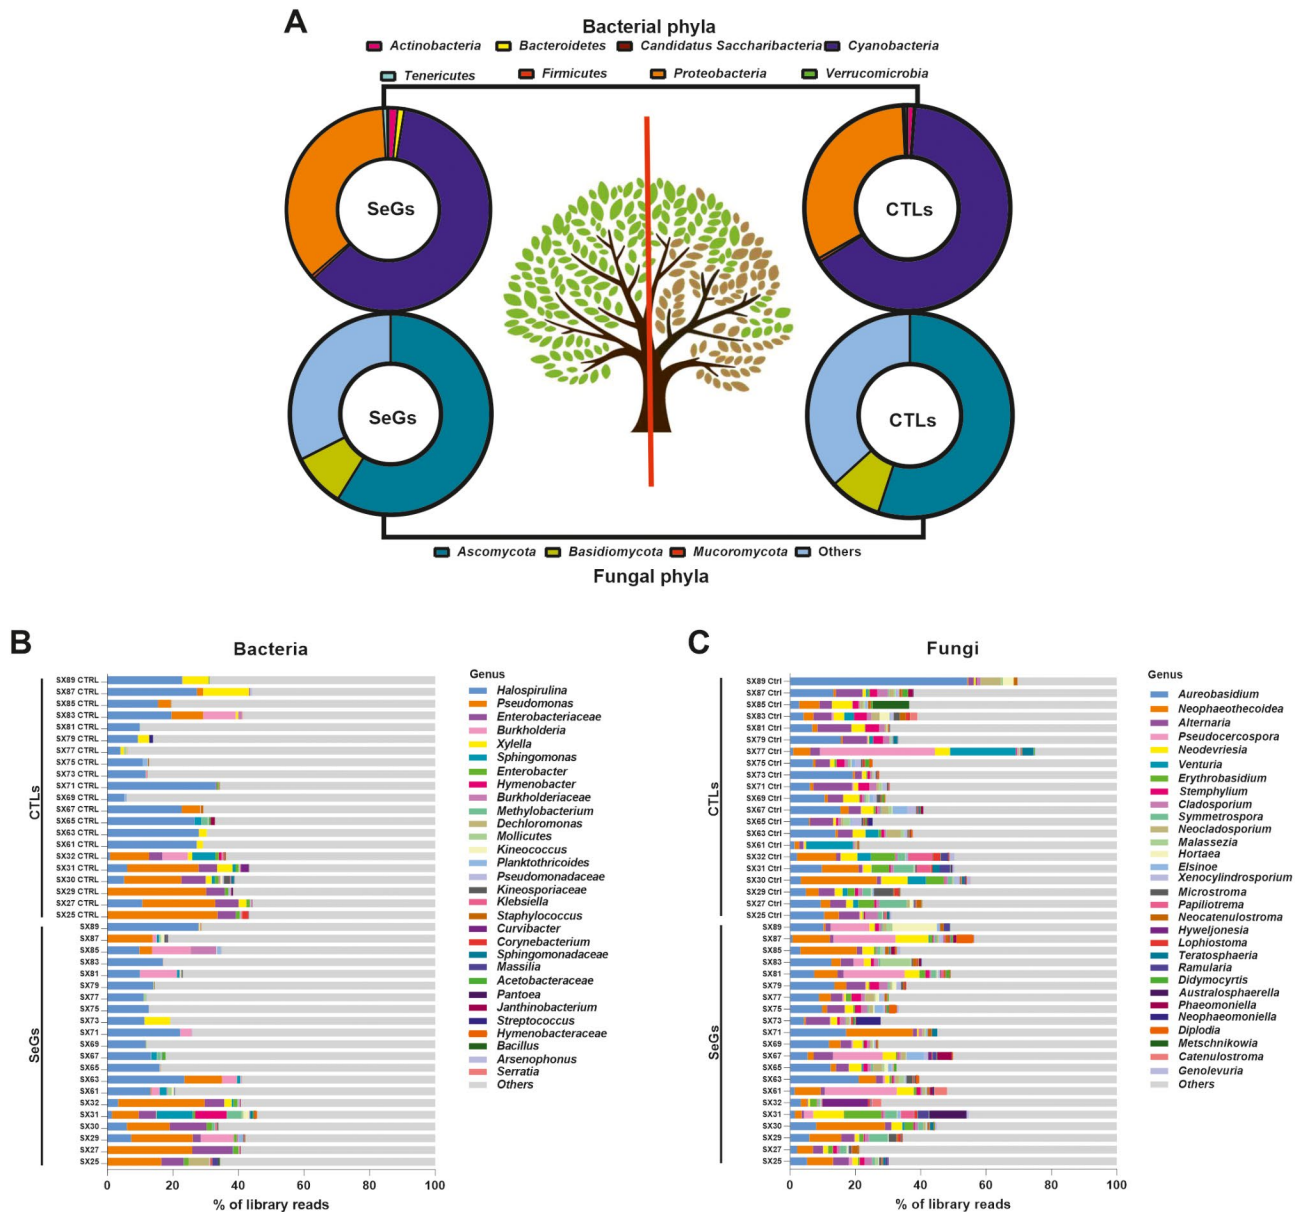 A
Bacterial phyla
Actinobacteria Bacteroidetes Candidatus Saccharibacteria Cyanobacteria
Tenericutes Firmicutes Proteobacteria Verrucomicrobia
SeGs CTLs
SeGs CTLs
Ascomycota Basidiomycota Mucoromycota Others
Fungal phyla
B
Bacteria
CTLs
SX89 CTRL
SX87 CTRL
SX85 CTRL
SX83 CTRL
SX81 CTRL
SX79 CTRL
SX77 CTRL
SX75 CTRL
SX73 CTRL
SX71 CTRL
SX69 CTRL
SX67 CTRL
SX65 CTRL
SX63 CTRL
SX61 CTRL
SX32 CTRL
SX31 CTRL
SX30 CTRL
SX29 CTRL
SX27 CTRL
SX25 CTRL
SeGs
SX89
SX87
SX85
SX83
SX81
SX79
SX77
SX75
SX73
SX71
SX69
SX67
SX65
SX63
SX61
SX32
SX31
SX30
SX29
SX27
SX25
0 20 40 60 80 100
% of library reads
Genus
Halospirulina
Pseudomonas
Enterobacteriaceae
Burkholderia
Xylella
Sphingomonas
Enterobacter
Hymenobacter
Burkholderiaceae
Methylobacterium
Dechloromonas
Mollicutes
Kineococcus
Planktothricoides
Pseudomonadaceae
Kineosporiaceae
Klebsiella
Staphylococcus
Curvibacter
Corynebacterium
Sphingomonadaceae
Massilia
Acetobacteraceae
Pantoea
Janthinobacterium
Streptococcus
Hymenobacteraceae
Bacillus
Arsenophonus
Serratia
Others
C
Fungi
CTLs
SX89 Ctrl
SX87 Ctrl
SX85 Ctrl
SX83 Ctrl
SX81 Ctrl
SX79 Ctrl
SX77 Ctrl
SX75 Ctrl
SX73 Ctrl
SX71 Ctrl
SX69 Ctrl
SX67 Ctrl
SX65 Ctrl
SX63 Ctrl
SX61 Ctrl
SX32 Ctrl
SX31 Ctrl
SX30 Ctrl
SX29 Ctrl
SX27 Ctrl
SX25 Ctrl
SeGs
SX89
SX87
SX85
SX83
SX81
SX79
SX77
SX75
SX73
SX71
SX69
SX67
SX65
SX63
SX61
SX32
SX31
SX30
SX29
SX27
SX25
0 20 40 60 80 100
% of library reads
Genus
Aureobasidium
Neophaeothecoidea
Alternaria
Pseudocercospora
Neodevriesia
Venturia
Erythrobasidium
Stemphylium
Cladosporium
Symmetrospora
Neocladosporium
Malassezia
Hortaea
Elsinoe
Xenocylindrosporium
Microstroma
Papiliotrema
Neocatenulostroma
Hyweljonesia
Lophiostoma
Teratosphaeria
Ramularia
Didymocyrtis
Australosphaerella
Phaeomoniella
Neophaeomoniella
Diplodia
Metschnikowia
Catenulostroma
Genolevuria
Others